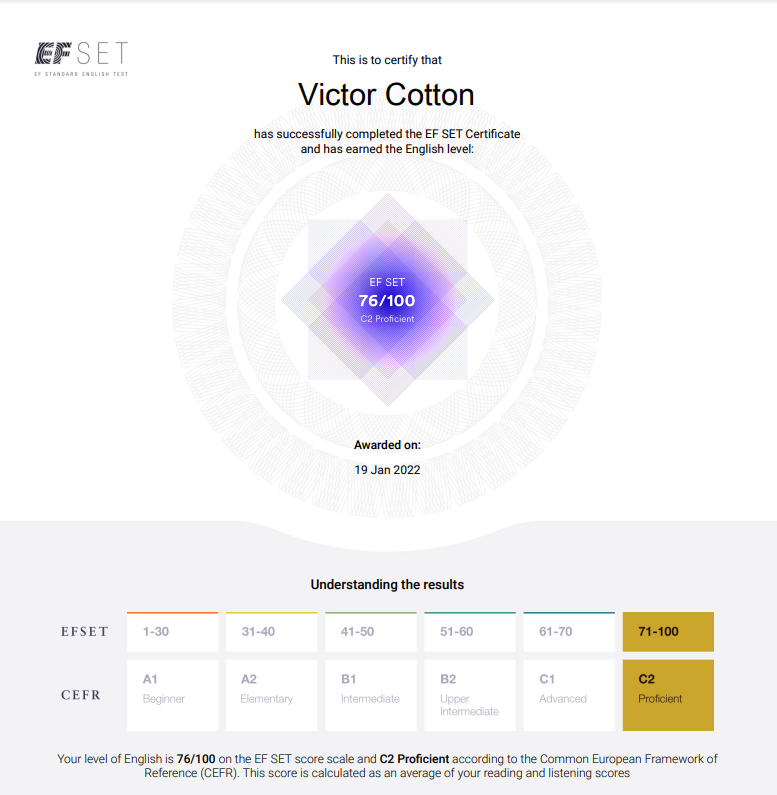 EFSET
EF STANDARD ENGLISH TEST
This is to certify that
Victor Cotton
has successfully completed the EF SET Certificate
and has earned the English level:
EF SET
76/100
C2 Proficient
Awarded on:
19 Jan 2022
Understanding the results
EFSET 1-30 31-40 41-50 51-60 61-70 71-100
CEFR
A1 A2 B1 B2 C1 C2
Beginner Elementary Intermediate Upper Advanced Proficient
Intermediate
Your level of English is 76/100 on the EF SET score scale and C2 Proficient according to the Common European Framework of
Reference (CEFR). This score is calculated as an average of your reading and listening scores